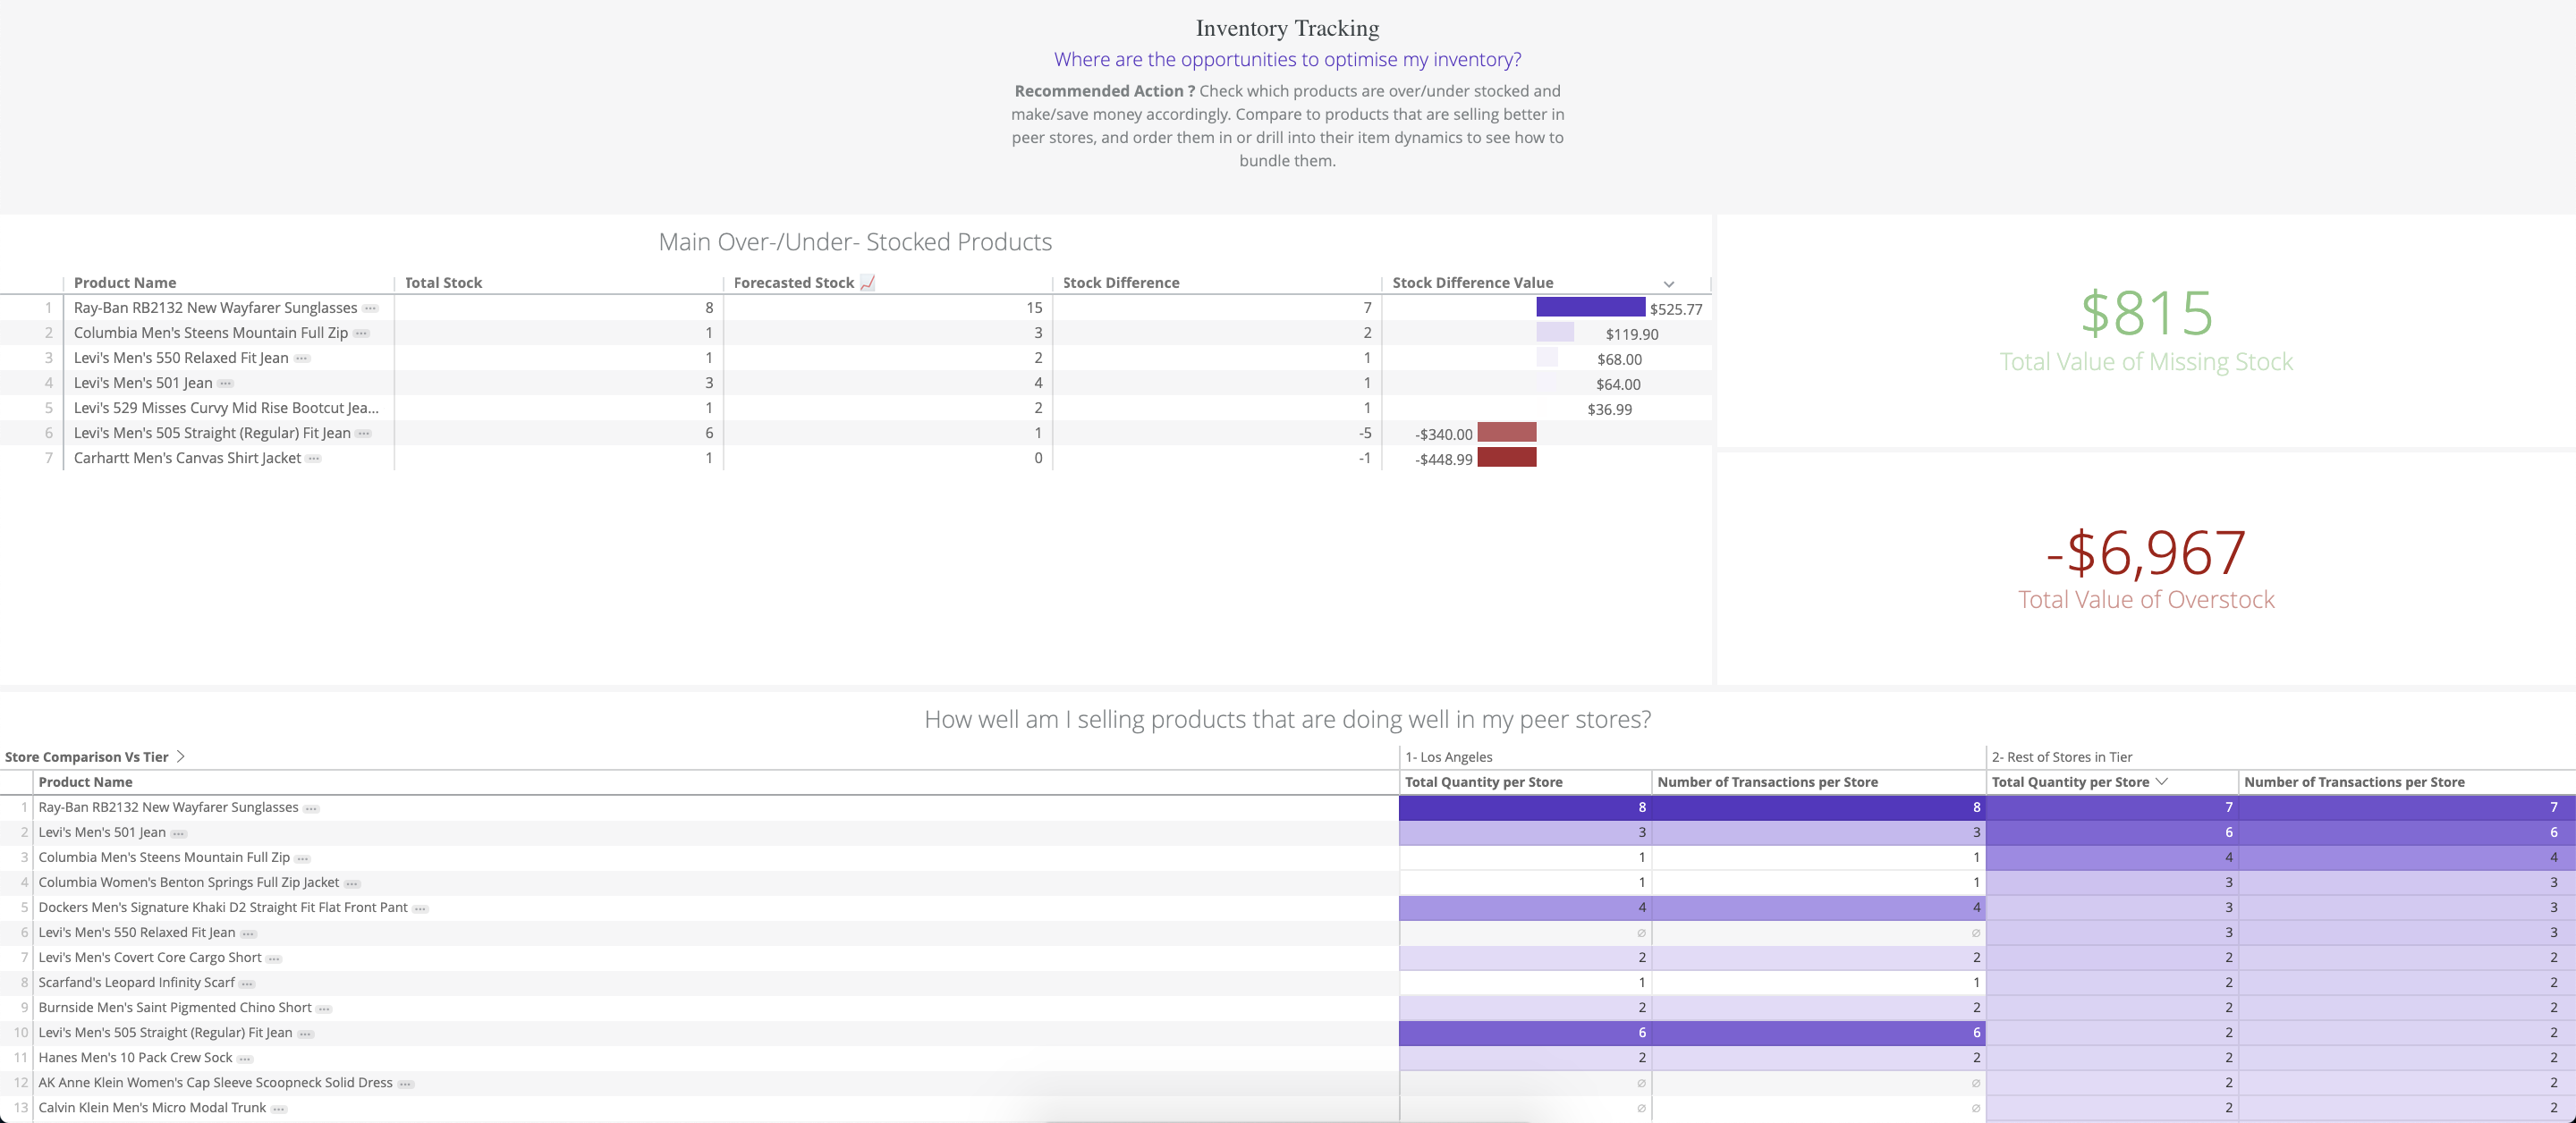 Inventory Tracking
Where are the opportunities to optimise my inventory?
Recommended Action ? Check which products are over/under stocked and
make/save money accordingly. Compare to products that are selling better in
peer stores, and order them in or drill into their item dynamics to see how to
bundle them.
Main Over-/Under- Stocked Products
Product Name Total Stock Forecasted Stock 📈 Stock Difference Stock Difference Value
1 Ray-Ban RB2132 New Wayfarer Sunglasses ··· 8 15 7 $525.77
2 Columbia Men's Steens Mountain Full Zip ··· 1 3 2 $119.90
3 Levi's Men's 550 Relaxed Fit Jean ··· 1 2 1 $68.00
4 Levi's Men's 501 Jean ··· 3 4 1 $64.00
5 Levi's 529 Misses Curvy Mid Rise Bootcut Jea... 1 2 1 $36.99
6 Levi's Men's 505 Straight (Regular) Fit Jean ··· 6 1 -5 -$340.00
7 Carhartt Men's Canvas Shirt Jacket ··· 1 0 -1 -$448.99
$815
Total Value of Missing Stock
-$6,967
Total Value of Overstock
How well am I selling products that are doing well in my peer stores?
Store Comparison Vs Tier 1- Los Angeles 2- Rest of Stores in Tier
Product Name Total Quantity per Store Number of Transactions per Store Total Quantity per Store Number of Transactions per Store
1 Ray-Ban RB2132 New Wayfarer Sunglasses ··· 8 8 7 7
2 Levi's Men's 501 Jean ··· 3 3 6 6
3 Columbia Men's Steens Mountain Full Zip ··· 1 1 4 4
4 Columbia Women's Benton Springs Full Zip Jacket ··· 1 1 3 3
5 Dockers Men's Signature Khaki D2 Straight Fit Flat Front Pant ··· 4 4 3 3
6 Levi's Men's 550 Relaxed Fit Jean ··· ∅ ∅ 3 3
7 Levi's Men's Covert Core Cargo Short ··· 2 2 2 2
8 Scarfand's Leopard Infinity Scarf ··· 1 1 2 2
9 Burnside Men's Saint Pigmented Chino Short ··· 2 2 2 2
10 Levi's Men's 505 Straight (Regular) Fit Jean ··· 6 6 2 2
11 Hanes Men's 10 Pack Crew Sock ··· 2 2 2 2
12 AK Anne Klein Women's Cap Sleeve Scoopneck Solid Dress ··· ∅ ∅ 2 2
13 Calvin Klein Men's Micro Modal Trunk ··· ∅ ∅ 2 2